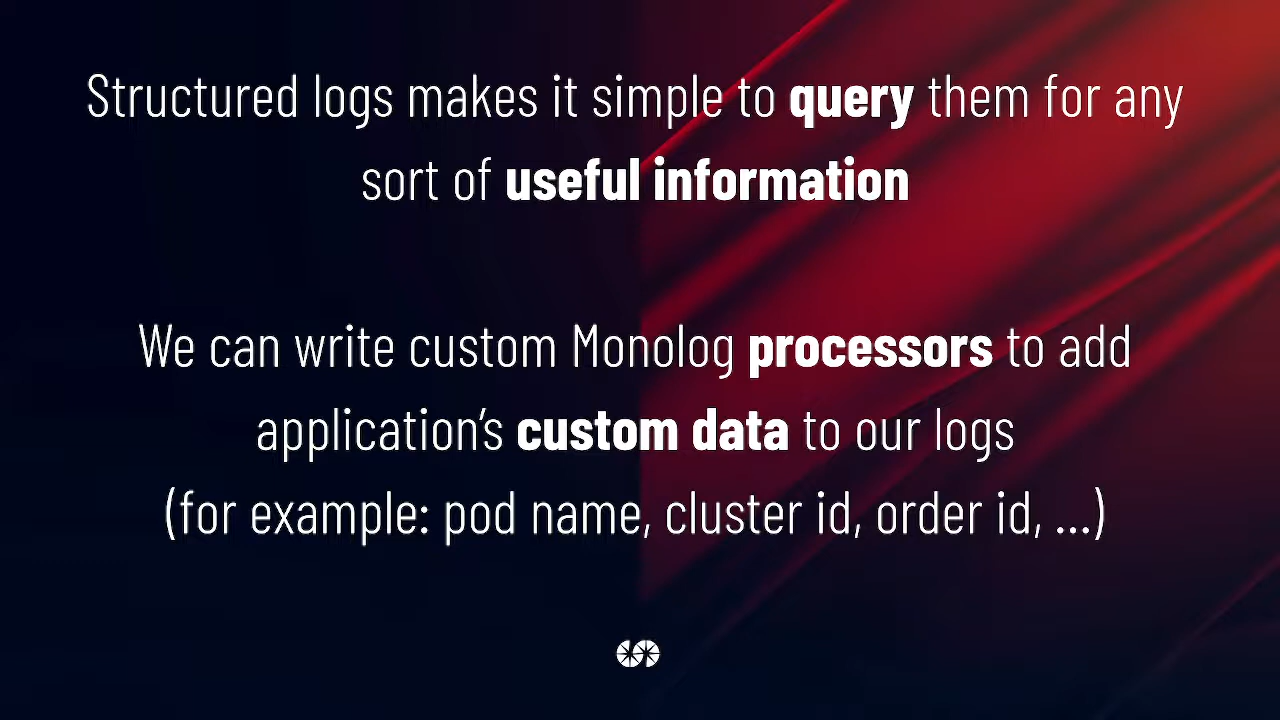 Structured logs makes it simple to query them for any
sort of useful information
We can write custom Monolog processors to add
application’s custom data to our logs
(for example: pod name, cluster id, order id, …)